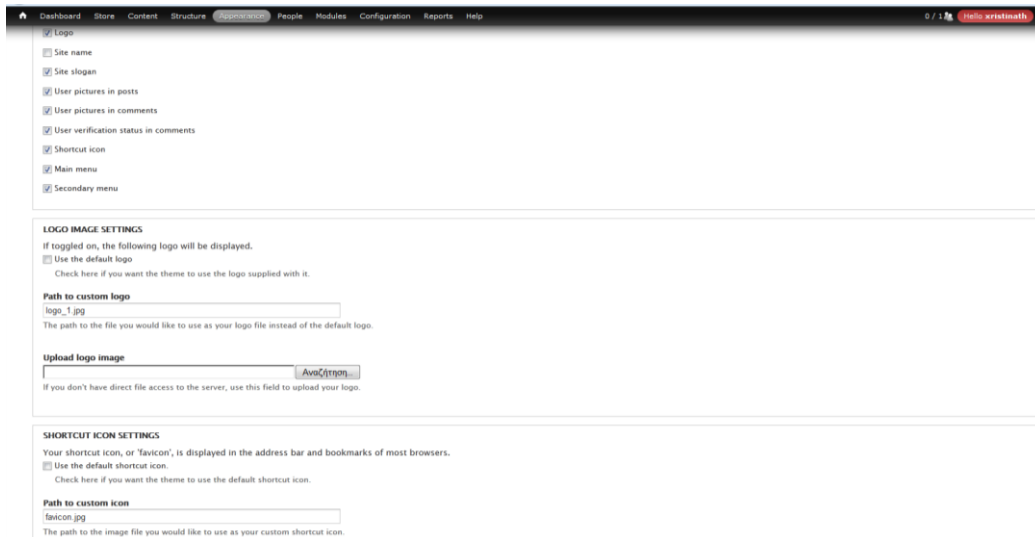 Dashboard Store Content Structure Appearance People Modules Configuration Reports Help 0 / 1 Hello xristinath
Logo
Site name
Site slogan
User pictures in posts
User pictures in comments
User verification status in comments
Shortcut icon
Main menu
Secondary menu
LOGO IMAGE SETTINGS
If toggled on, the following logo will be displayed.
Use the default logo
Check here if you want the theme to use the logo supplied with it.
Path to custom logo
logo_1.jpg
The path to the file you would like to use as your logo file instead of the default logo.
Upload logo image
Αναζήτηση...
If you don't have direct file access to the server, use this field to upload your logo.
SHORTCUT ICON SETTINGS
Your shortcut icon, or 'favicon', is displayed in the address bar and bookmarks of most browsers.
Use the default shortcut icon.
Check here if you want the theme to use the default shortcut icon.
Path to custom icon
favicon.jpg
The path to the image file you would like to use as your custom shortcut icon.